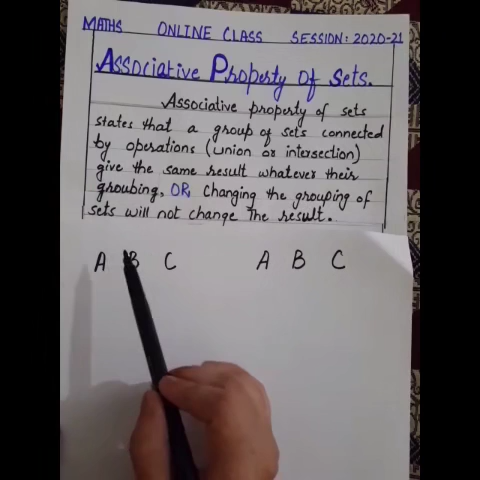 MATHS ONLINE CLASS SESSION: 2020-21
ASSOCIATIVE PROPERTY OF SETS.
Associative property of sets
states that a group of sets connected
by operations (union or intersection)
give the same result whatever their
groubing, OR, Changing the grouping of
sets will not change the result.
A B C A B C